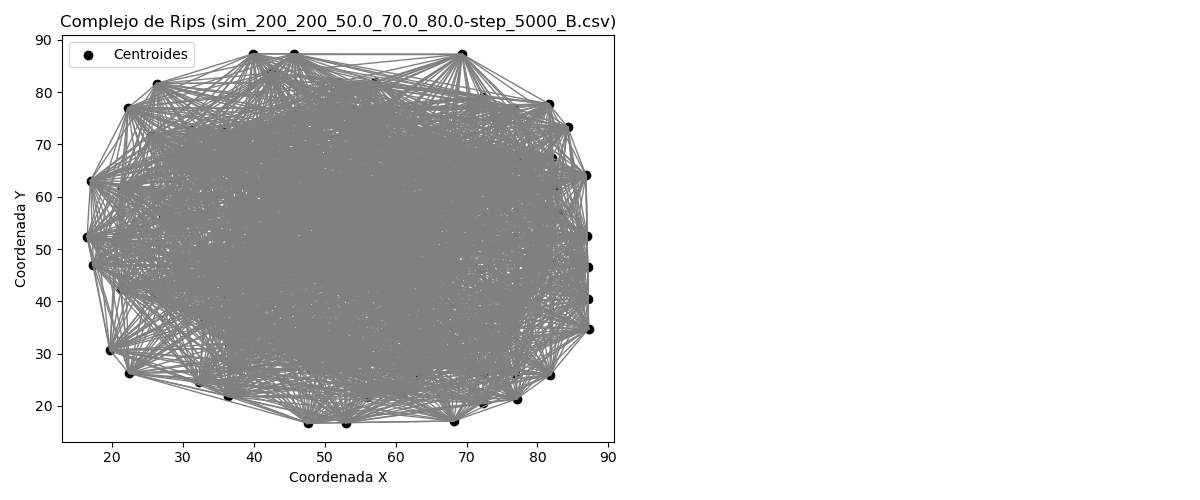 Complejo de Rips (sim_200_200_50.0_70.0_80.0-step_5000_B.csv)
Centroides
90
80
70
60
50
40
30
20
Coordenada Y
20 30 40 50 60 70 80 90
Coordenada X